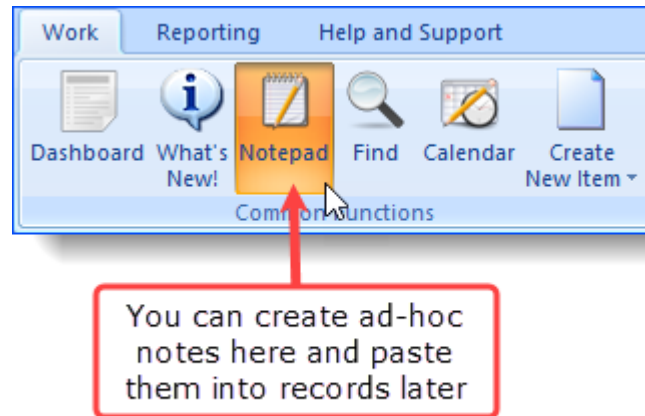 Work Reporting Help and Support
Dashboard What's New! Notepad Find Calendar Create New Item
Common Functions
You can create ad-hoc
notes here and paste
them into records later